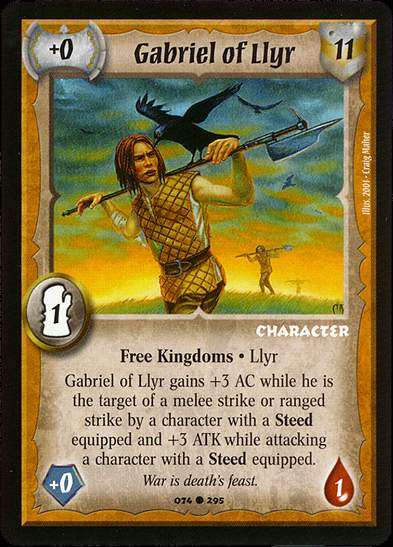 +0
Gabriel of Llyr
11
Illus. 2001 • Craig Maher
1
CHARACTER
Free Kingdoms • Llyr
Gabriel of Llyr gains +3 AC while he is
the target of a melee strike or ranged
strike by a character with a Steed
equipped and +3 ATK while attacking
a character with a Steed equipped.
War is death's feast.
+0
074 ● 295
1